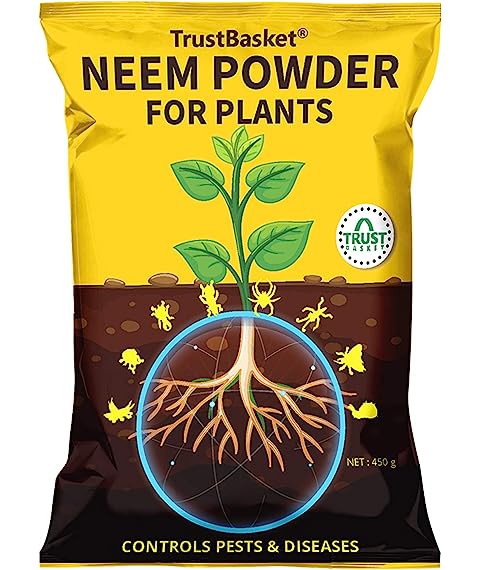 TrustBasket®
NEEM POWDER
FOR PLANTS
TRUST
BASKET
NET : 450 g
CONTROLS PESTS & DISEASES